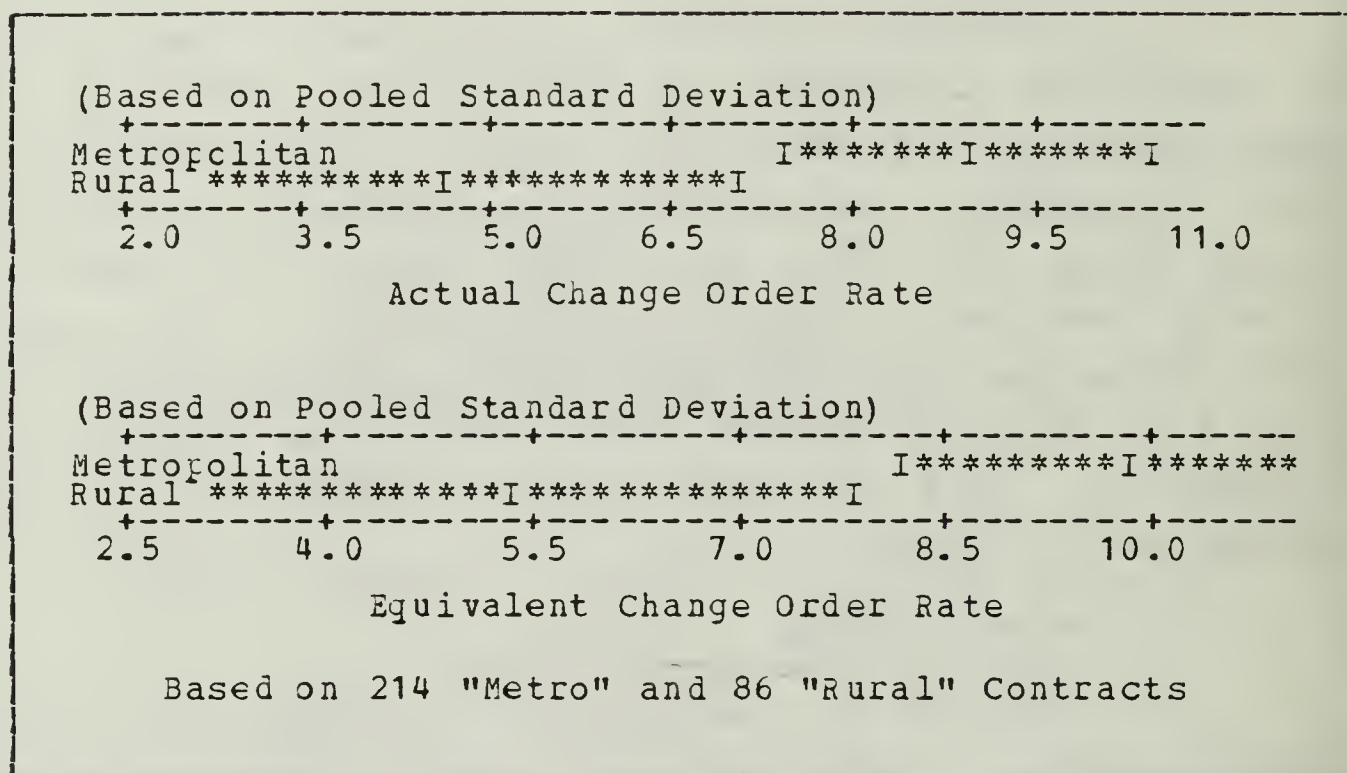 (Based on Pooled Standard Deviation)
+--------+--------+--------+--------+--------+-------
Metropclitan I*******I*******I
Rural **********I************I
+--------+--------+--------+--------+--------+-------
2.0 3.5 5.0 6.5 8.0 9.5 11.0
Actual Change Order Rate
(Based on Pooled Standard Deviation)
+---------+---------+---------+---------+---------+------
Metropolitan I*********I*******
Rural *************I**************I
+---------+---------+---------+---------+---------+------
2.5 4.0 5.5 7.0 8.5 10.0
Equivalent Change Order Rate
Based on 214 "Metro" and 86 "Rural" Contracts